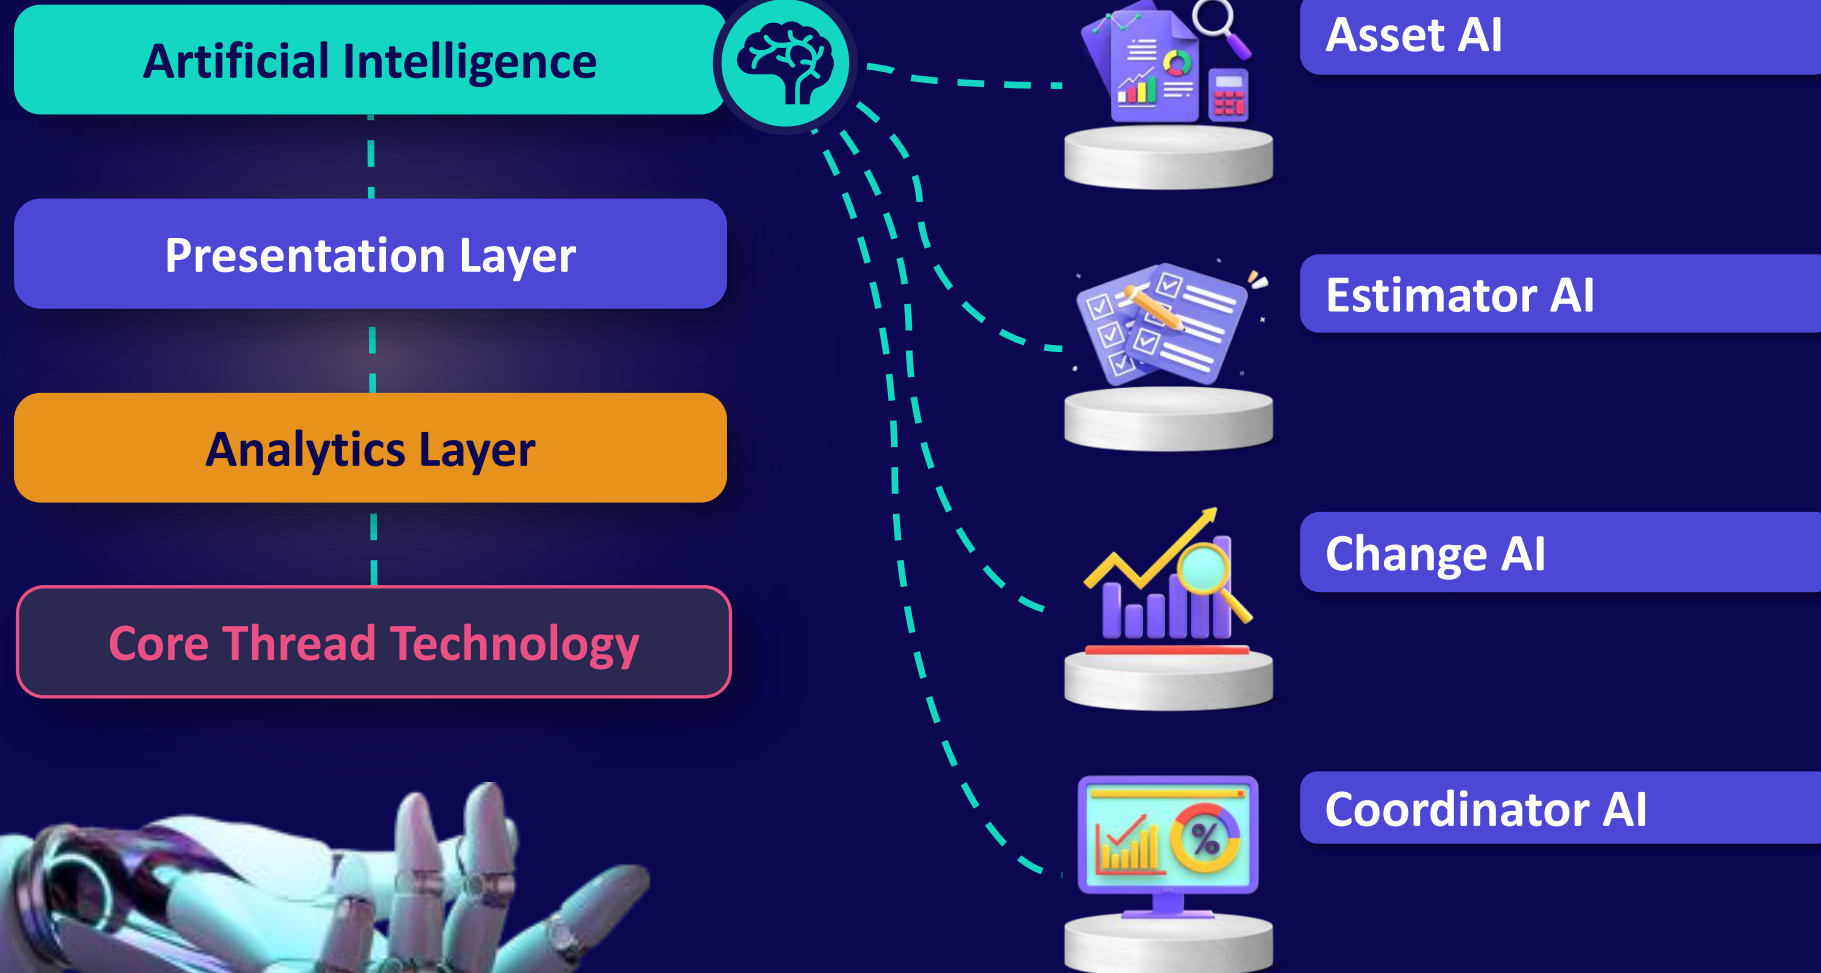 Artificial Intelligence
Presentation Layer
Analytics Layer
Core Thread Technology
Asset AI
Estimator AI
Change AI
%
Coordinator AI